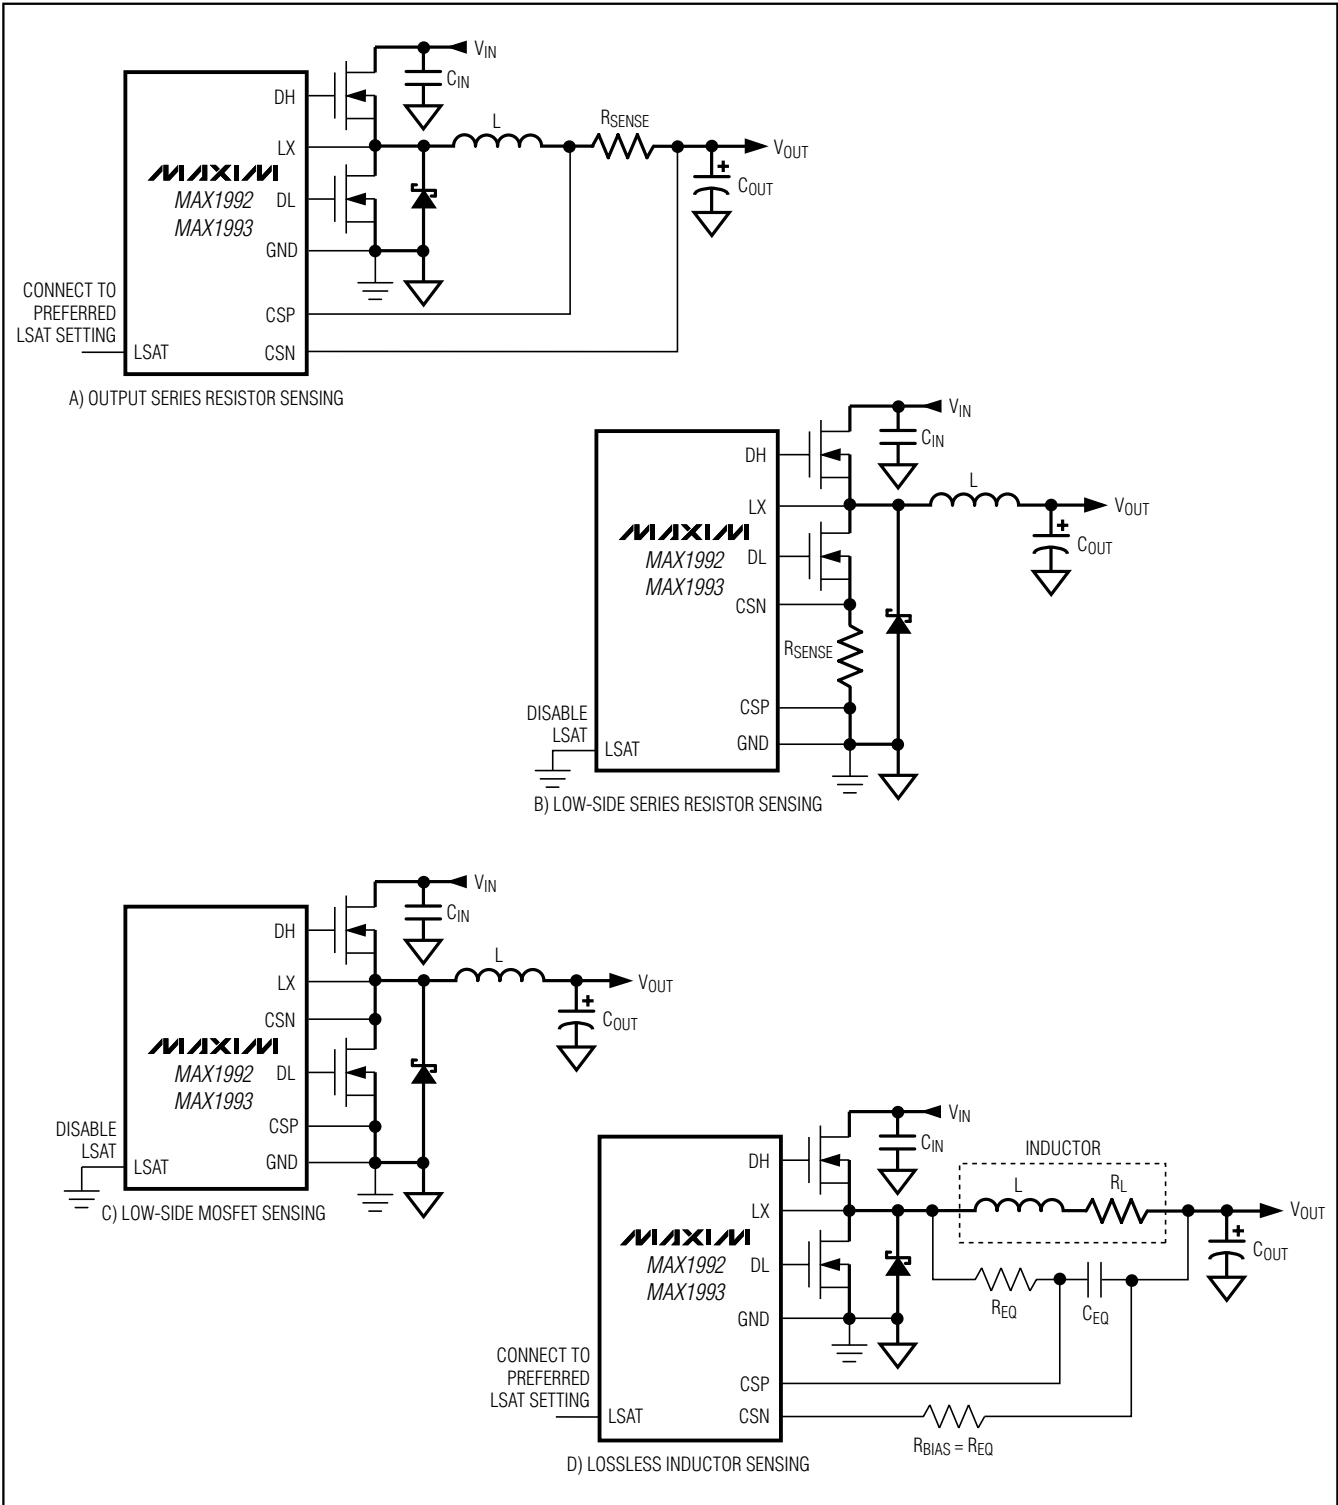 VIN
CIN
DH
L
RSENSE
LX
VOUT
MAXIM
MAX1992
MAX1993
DL
+
COUT
GND
CONNECT TO
PREFERRED
LSAT SETTING
CSP
LSAT
CSN
A) OUTPUT SERIES RESISTOR SENSING
VIN
CIN
DH
L
LX
VOUT
MAXIM
MAX1992
MAX1993
DL
+
COUT
CSN
RSENSE
CSP
DISABLE
LSAT
LSAT
GND
B) LOW-SIDE SERIES RESISTOR SENSING
VIN
CIN
DH
L
LX
VOUT
CSN
+
COUT
MAXIM
MAX1992
MAX1993
DL
CSP
DISABLE
LSAT
LSAT
GND
C) LOW-SIDE MOSFET SENSING
VIN
CIN
DH
INDUCTOR
L
RL
LX
VOUT
MAXIM
MAX1992
MAX1993
DL
+
COUT
REQ
CEQ
GND
CONNECT TO
PREFERRED
LSAT SETTING
CSP
LSAT
CSN
RBIAS = REQ
D) LOSSLESS INDUCTOR SENSING